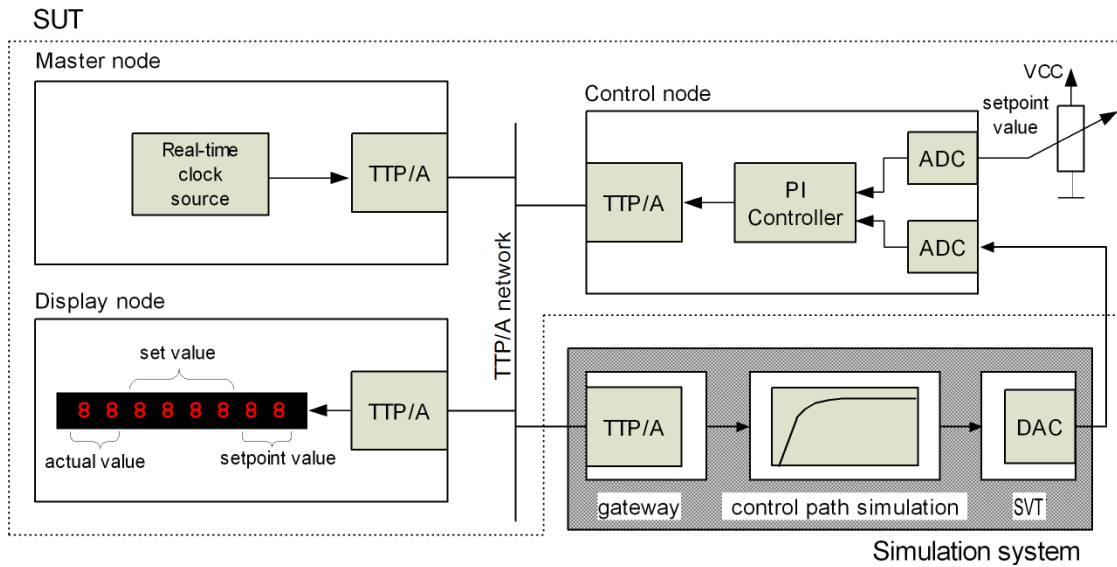 SUT
Master node
Real-time
clock
source
TTP/A
TTP/A network
Control node
TTP/A
PI
Controller
ADC
ADC
VCC
setpoint
value
Display node
set value
8 8 8 8 8 8 8 8
actual value
setpoint value
TTP/A
TTP/A
gateway
control path simulation
DAC
SVT
Simulation system